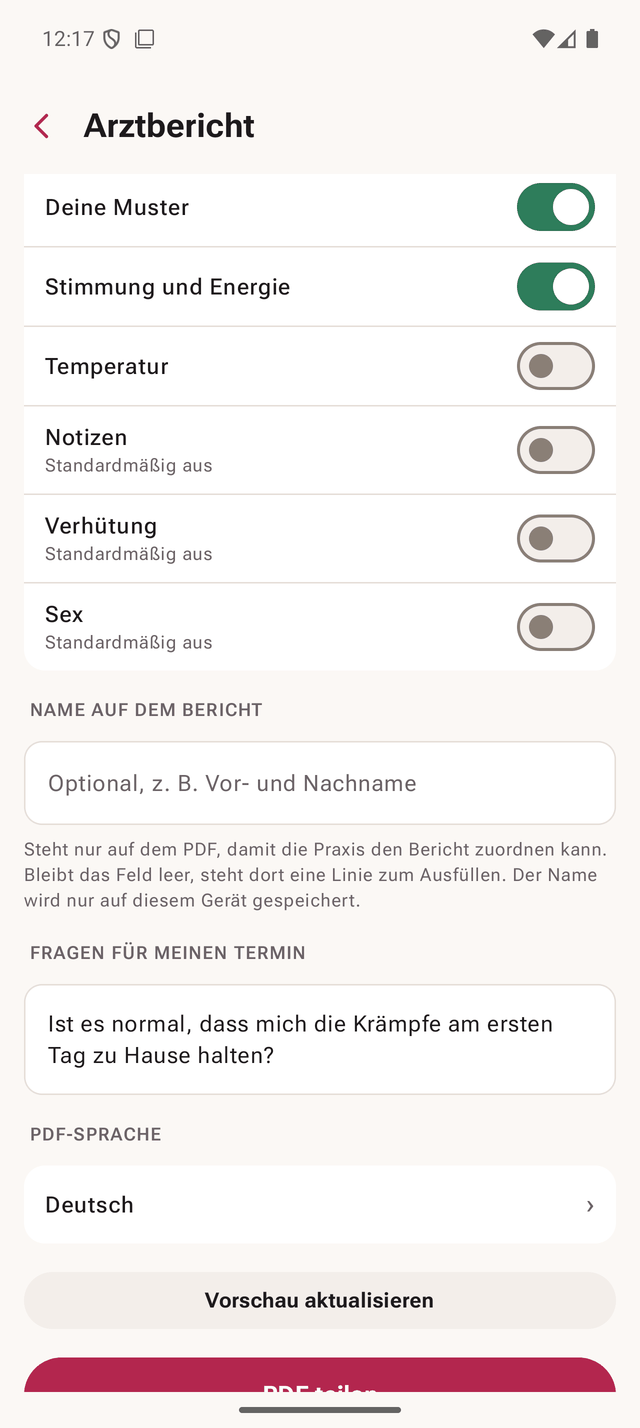 12:17
Arztbericht
Deine Muster
Stimmung und Energie
Temperatur
Notizen
Standardmäßig aus
Verhütung
Standardmäßig aus
Sex
Standardmäßig aus
NAME AUF DEM BERICHT
Optional, z. B. Vor- und Nachname
Steht nur auf dem PDF, damit die Praxis den Bericht zuordnen kann.
Bleibt das Feld leer, steht dort eine Linie zum Ausfüllen. Der Name
wird nur auf diesem Gerät gespeichert.
FRAGEN FÜR MEINEN TERMIN
Ist es normal, dass mich die Krämpfe am ersten
Tag zu Hause halten?
PDF-SPRACHE
Deutsch
Vorschau aktualisieren
PDF teilen